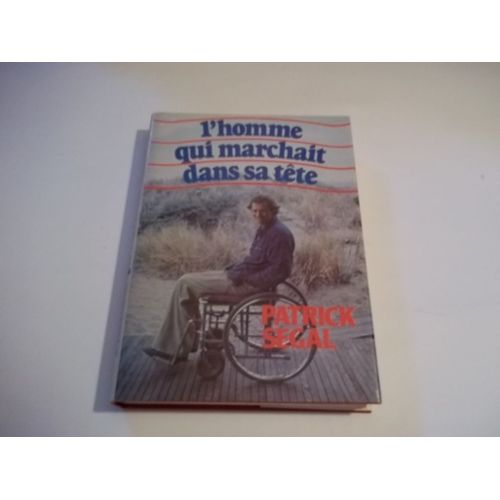 l'homme
qui marchait
dans sa tête
PATRICK
SEGAL